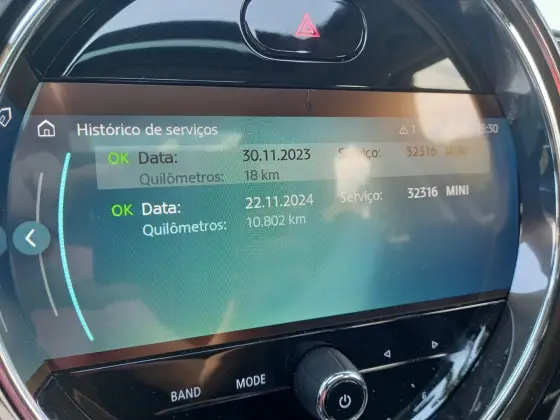 Histórico de serviços ⚠ 1
OK Data: 30.11.2023 Serviço: 32316 MINI
Quilômetros: 18 km
OK Data: 22.11.2024 Serviço: 32316 MINI
Quilômetros: 10.802 km
BAND MODE